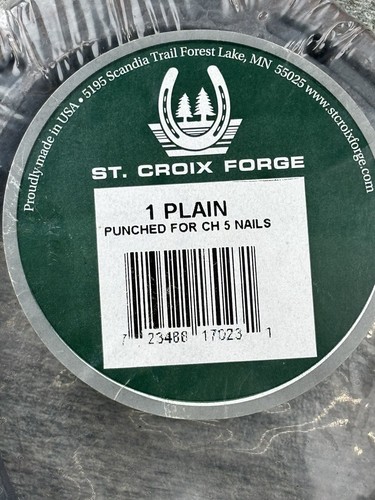 Proudly made in USA • 5195 Scandia Trail Forest Lake, MN 55025 www.stcroixforge.com
ST. CROIX FORGE
1 PLAIN
PUNCHED FOR CH 5 NAILS
7 23488 17023 1